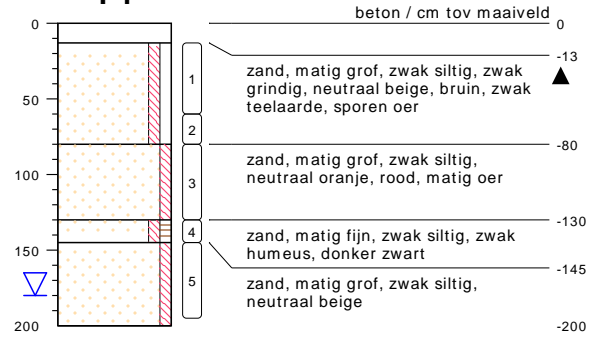 beton / cm tov maaiveld
0
0
-13
zand, matig grof, zwak siltig, zwak
grindig, neutraal beige, bruin, zwak
teelaarde, sporen oer
1
50
2
-80
zand, matig grof, zwak siltig,
neutraal oranje, rood, matig oer
100
3
-130
zand, matig fijn, zwak siltig, zwak
humeus, donker zwart
4
150
-145
zand, matig grof, zwak siltig,
neutraal beige
5
200
-200